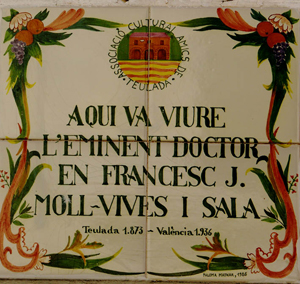 ASSOCIACIÓ CULTURAL AMICS DE
TEULADA
AQUI VA VIURE
L'EMINENT DOCTOR
EN FRANCESC J.
MOLL-VIVES I SALA
Teulada 1.873 - València 1.936